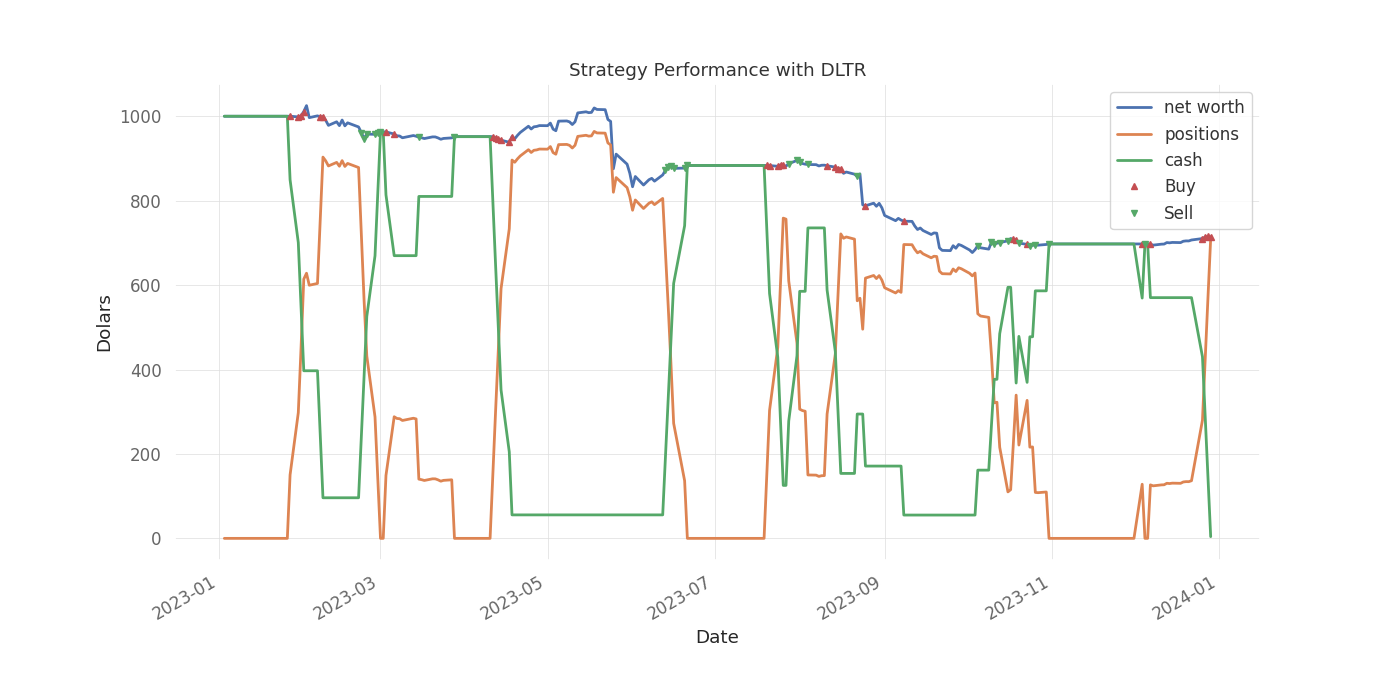 Strategy Performance with DLTR
net worth
positions
cash
Buy
Sell
1000
800
600
400
200
0
Dolars
2023-01
2023-03
2023-05
2023-07
2023-09
2023-11
2024-01
Date